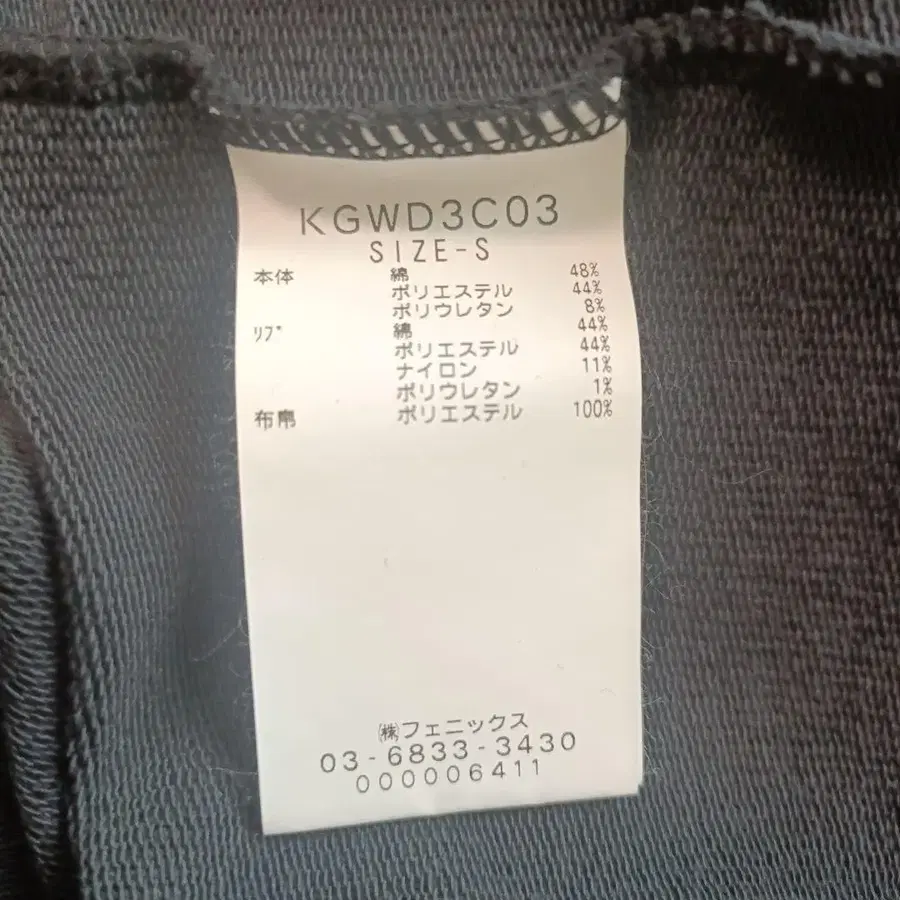 KGWD3C03
SIZE-S
本体 綿 48%
ポリエステル 44%
ポリウレタン 8%
ﾘﾌﾞ 綿 44%
ポリエステル 44%
ナイロン 11%
ポリウレタン 1%
布帛 ポリエステル 100%
㈱フェニックス
03-6833-3430
000006411